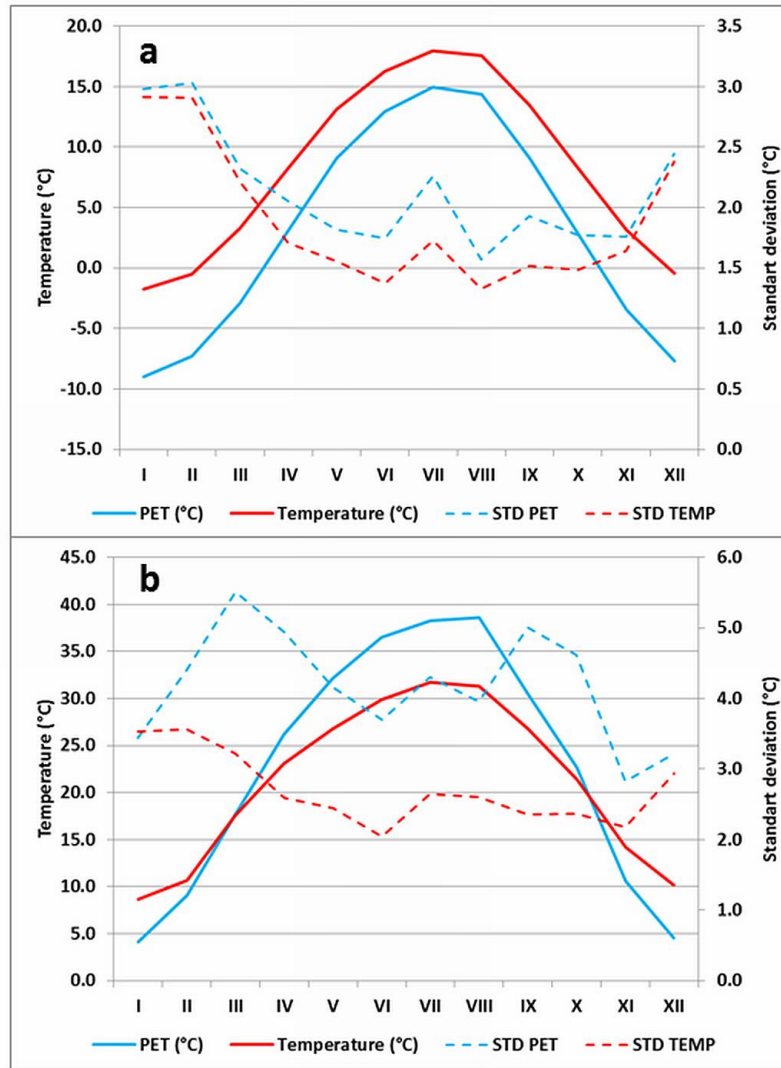 a
20.0 3.5
15.0 3.0
10.0 2.5
5.0 2.0
0.0 1.5
-5.0 1.0
-10.0 0.5
-15.0 0.0
Temperature (°C)
Standart deviation (°C)
I II III IV V VI VII VIII IX X XI XII
PET (°C) Temperature (°C) STD PET STD TEMP
b
45.0 6.0
40.0
35.0 5.0
30.0 4.0
25.0
20.0 3.0
15.0 2.0
10.0
5.0 1.0
0.0 0.0
Temperature (°C)
Standart deviation (°C)
I II III IV V VI VII VIII IX X XI XII
PET (°C) Temperature (°C) STD PET STD TEMP